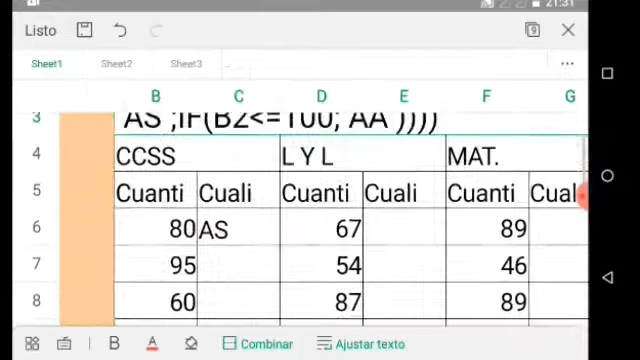 21:31
Listo 9
Sheet1 Sheet2 Sheet3
B C D E F G
3 AS ;IF(B2<=100; AA ))))
4 CCSS L Y L MAT.
5 Cuanti Cuali Cuanti Cuali Cuanti Cual
6 80 AS 67 89
7 95 54 46
8 60 87 89
B A Combinar Ajustar texto